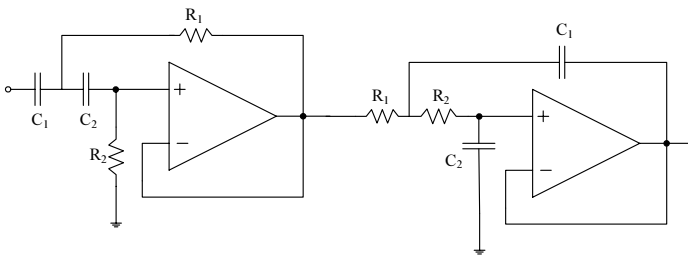 R₁
C₁
+
R₁
R₂
+
C₁
C₂
R₂
−
C₂
−